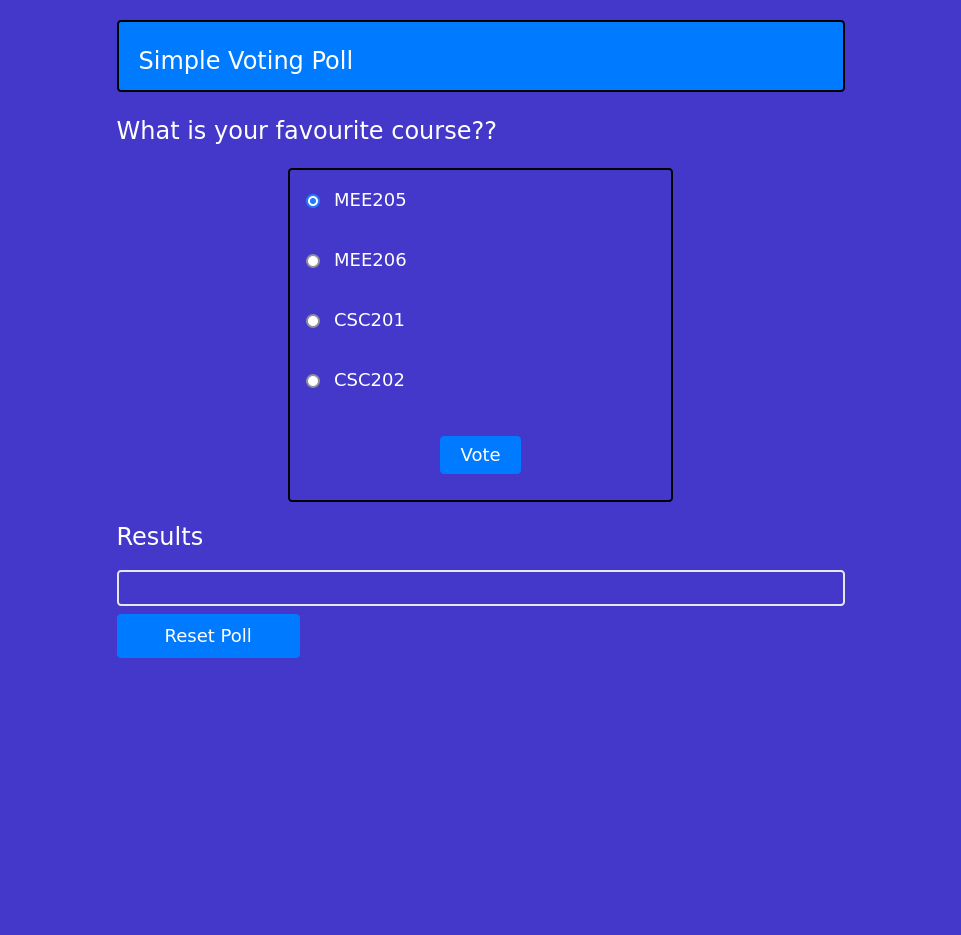 Simple Voting Poll
What is your favourite course??
MEE205
MEE206
CSC201
CSC202
Vote
Results
Reset Poll